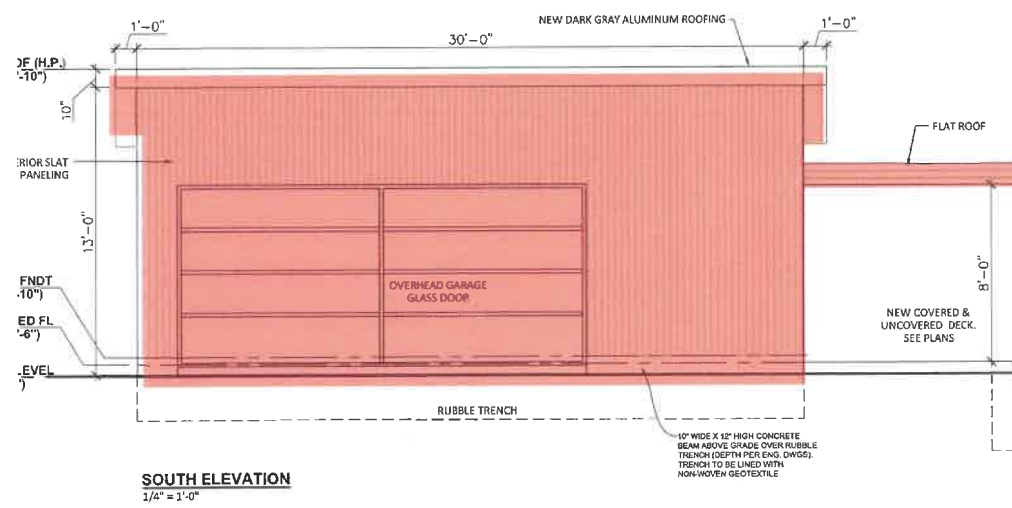 1'-0"
NEW DARK GRAY ALUMINUM ROOFING
1'-0"
30'-0"
OF (H.P.)
'-10")
10"
FLAT ROOF
RIOR SLAT
PANELING
13'-0"
8'-0"
FNDT
-10")
OVERHEAD GARAGE
GLASS DOOR
ED FL
'-6")
NEW COVERED &
UNCOVERED DECK.
SEE PLANS
LEVEL
')
RUBBLE TRENCH
10" WIDE X 12" HIGH CONCRETE
BEAM ABOVE GRADE OVER RUBBLE
TRENCH (DEPTH PER ENG. DWGS).
TRENCH TO BE LINED WITH
NON-WOVEN GEOTEXTILE.
SOUTH ELEVATION
1/4" = 1'-0"